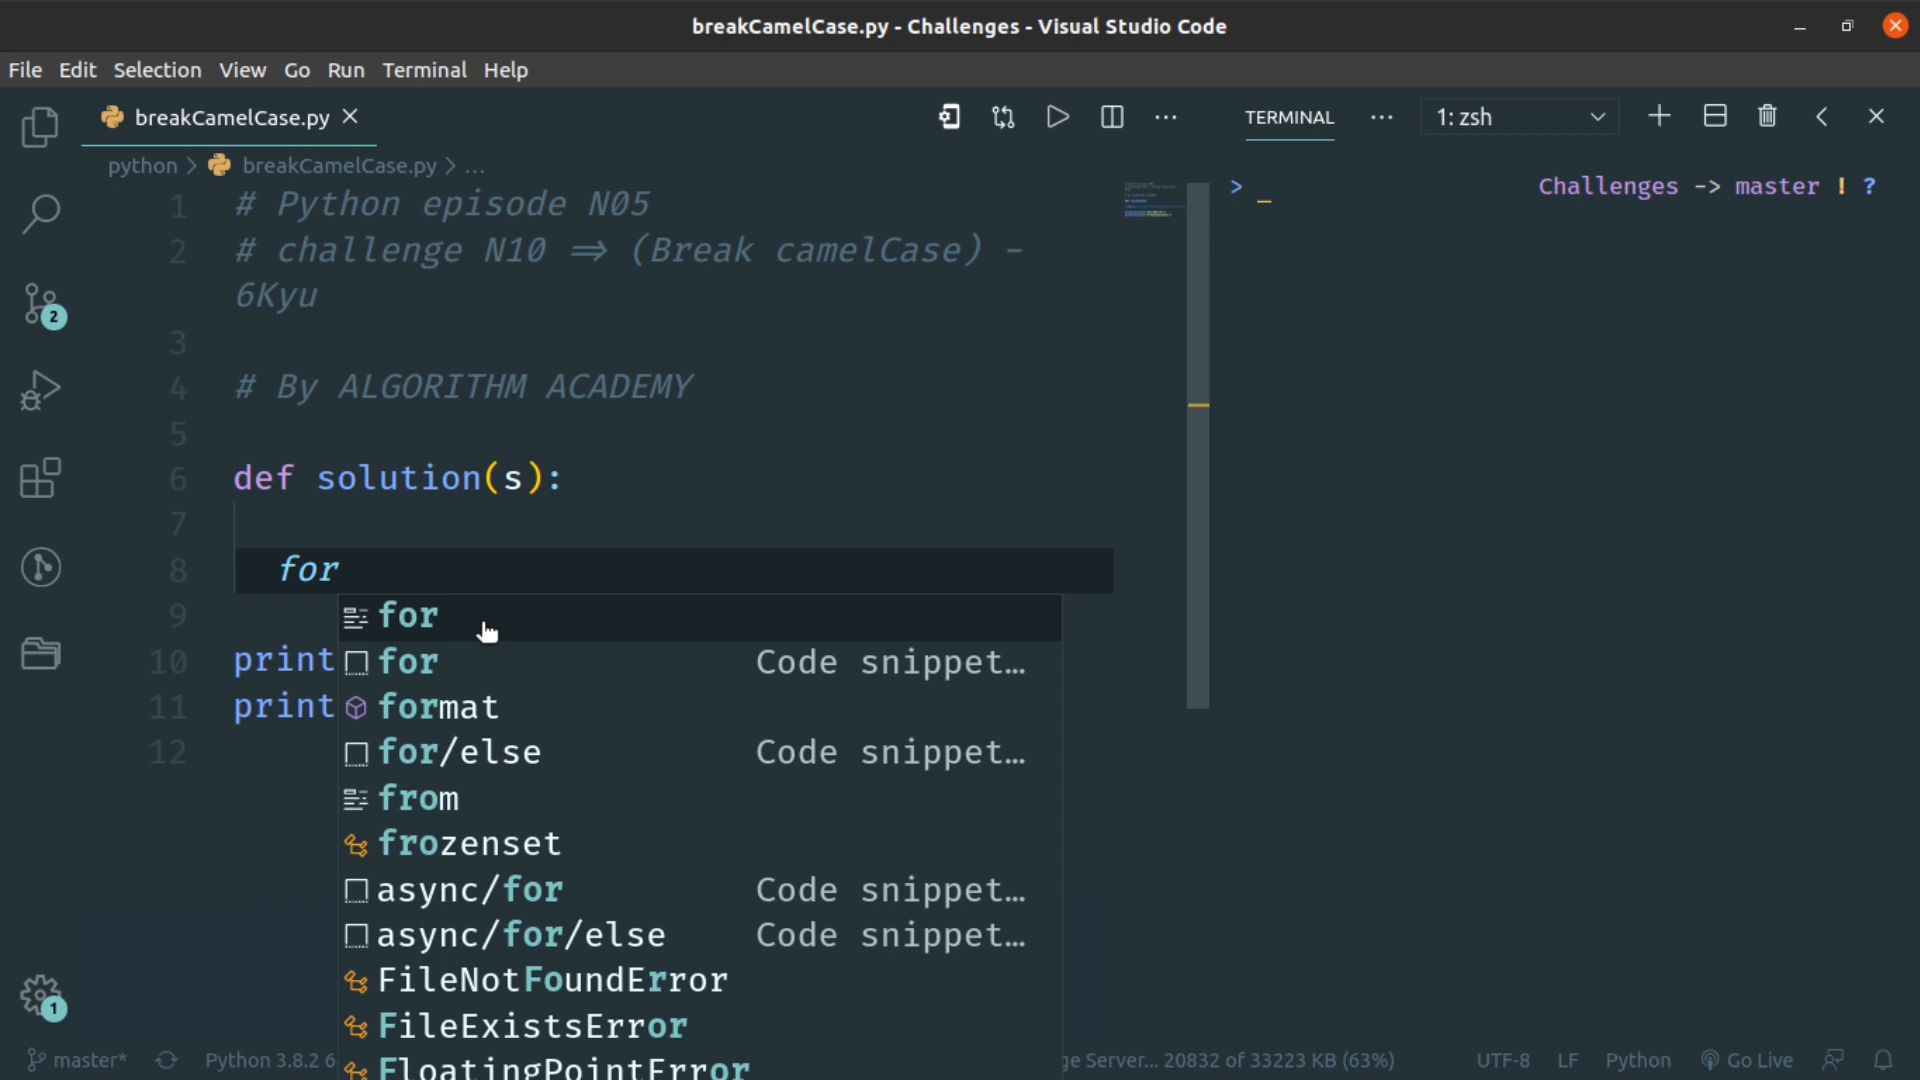 breakCamelCase.py - Challenges - Visual Studio Code
File Edit Selection View Go Run Terminal Help
breakCamelCase.py
TERMINAL 1: zsh
python > breakCamelCase.py > ...
> _ Challenges -> master ! ?
1 # Python episode N05
2 # challenge N10 => (Break camelCase) -
6Kyu
3
4 # By ALGORITHM ACADEMY
5
6 def solution(s):
7
8 for
9 for
10 print for Code snippet…
11 print format
12 for/else Code snippet…
from
frozenset
async/for Code snippet…
async/for/else Code snippet…
FileNotFoundError
FileExistsError
FloatingPointError
2
1
master* Python 3.8.2 6 ge Server... 20832 of 33223 KB (63%) UTF-8 LF Python Go Live